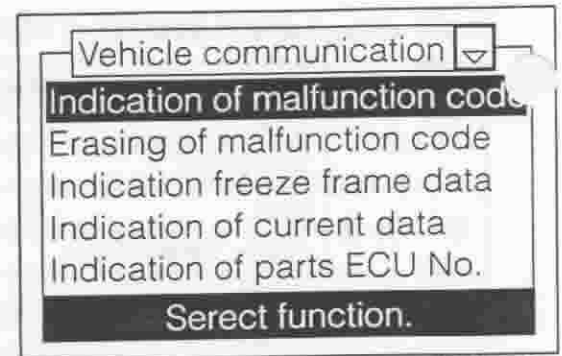 Vehicle communication
Indication of malfunction code
Erasing of malfunction code
Indication freeze frame data
Indication of current data
Indication of parts ECU No.
Serect function.